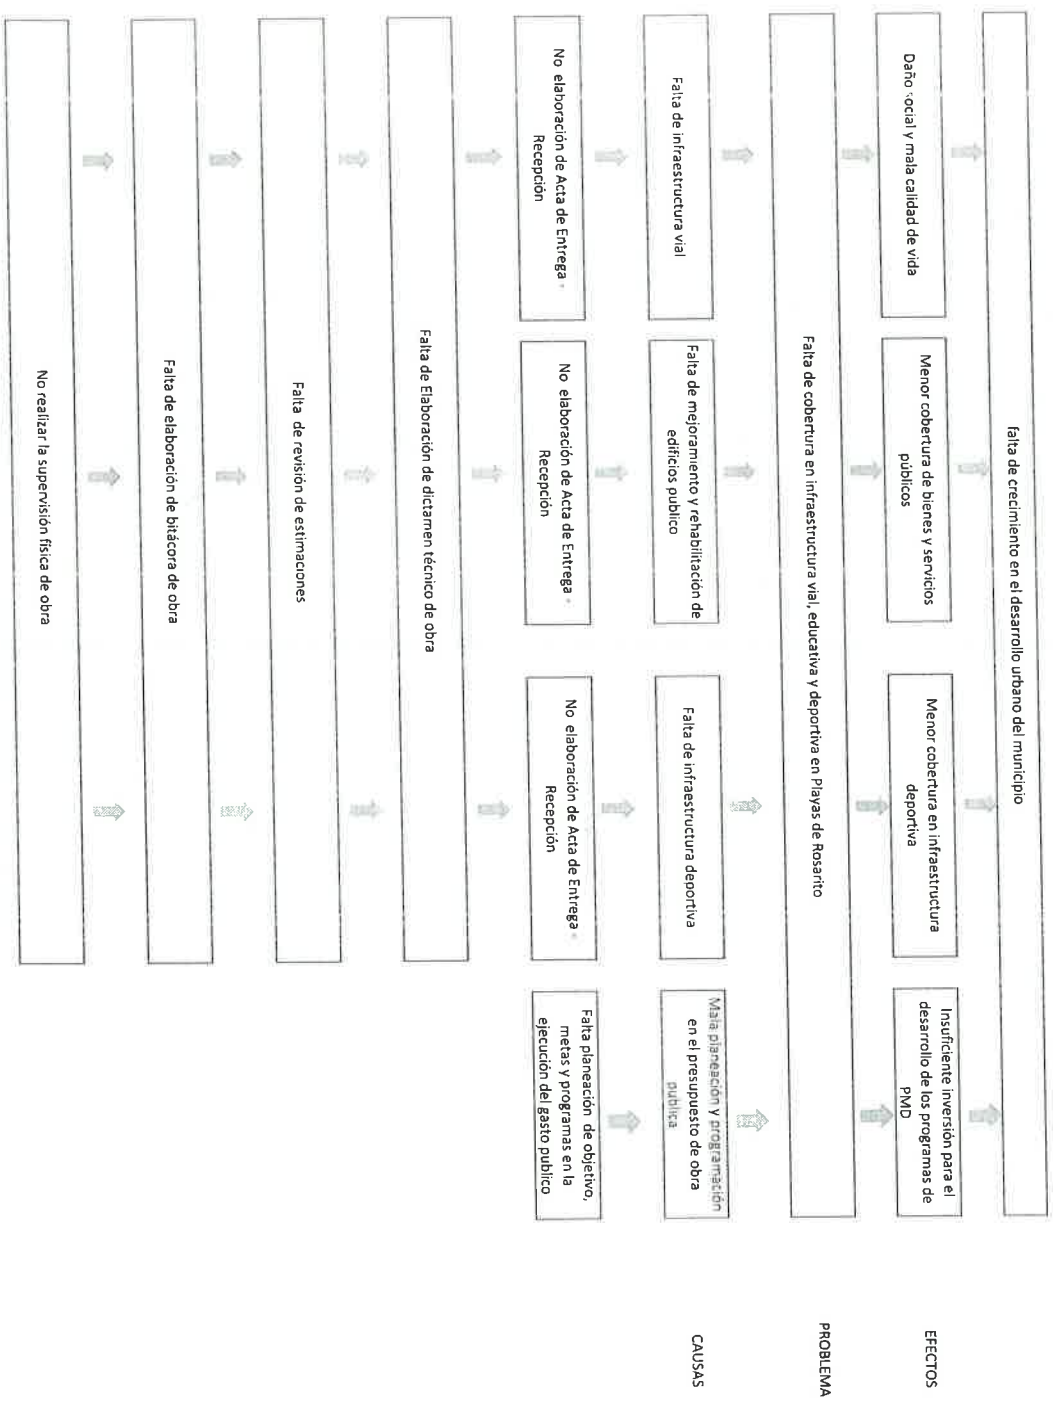 falta de crecimiento en el desarrollo urbano del municipio
Daño social y mala calidad de vida
Menor cobertura de bienes y servicios
públicos
Menor cobertura en infraestructura
deportiva
Insuficiente inversión para el
desarrollo de los programas de
PMD
EFECTOS
Falta de cobertura en infraestructura vial, educativa y deportiva en Playas de Rosarito
PROBLEMA
Falta de infraestructura vial
Falta de mejoramiento y rehabilitación de
edificios publico
Falta de infraestructura deportiva
Mala planeación y programación
en el presupuesto de obra
publica
CAUSAS
No elaboración de Acta de Entrega -
Recepción
No elaboración de Acta de Entrega -
Recepción
No elaboración de Acta de Entrega -
Recepción
Falta planeación de objetivo,
metas y programas en la
ejecución del gasto publico
Falta de Elaboración de dictamen técnico de obra
Falta de revisión de estimaciones
Falta de elaboración de bitácora de obra
No realizar la supervisión física de obra